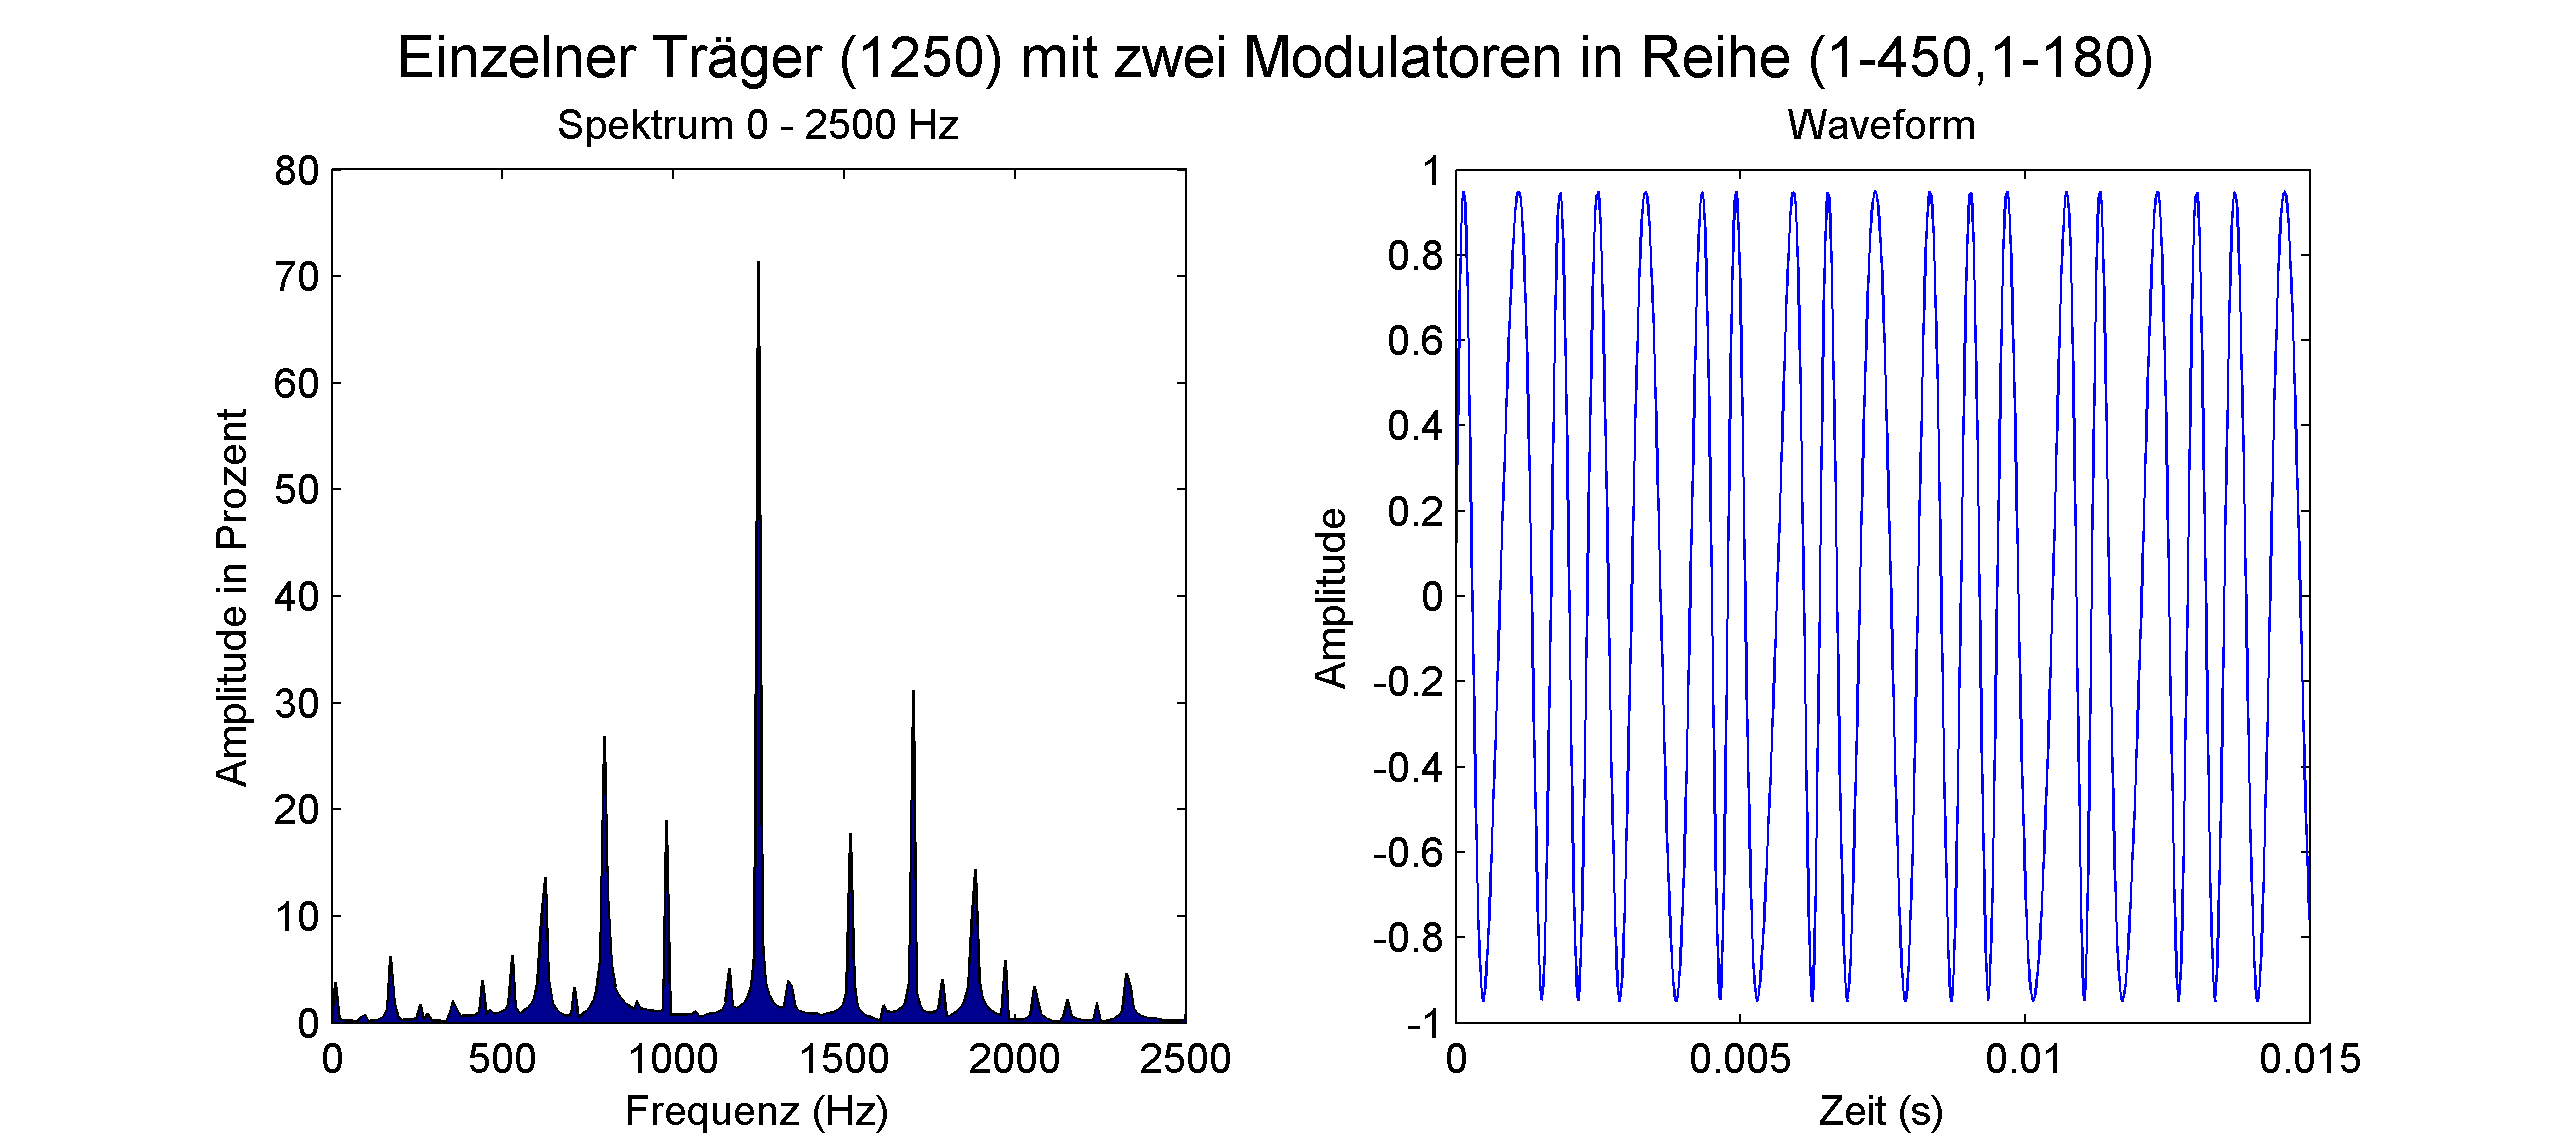 Einzelner Träger (1250) mit zwei Modulatoren in Reihe (1-450,1-180)
Spektrum 0 - 2500 Hz
80
70
60
50
40
30
20
10
0
Amplitude in Prozent
0 500 1000 1500 2000 2500
Frequenz (Hz)
Waveform
1
0.8
0.6
0.4
0.2
0
-0.2
-0.4
-0.6
-0.8
-1
Amplitude
0 0.005 0.01 0.015
Zeit (s)